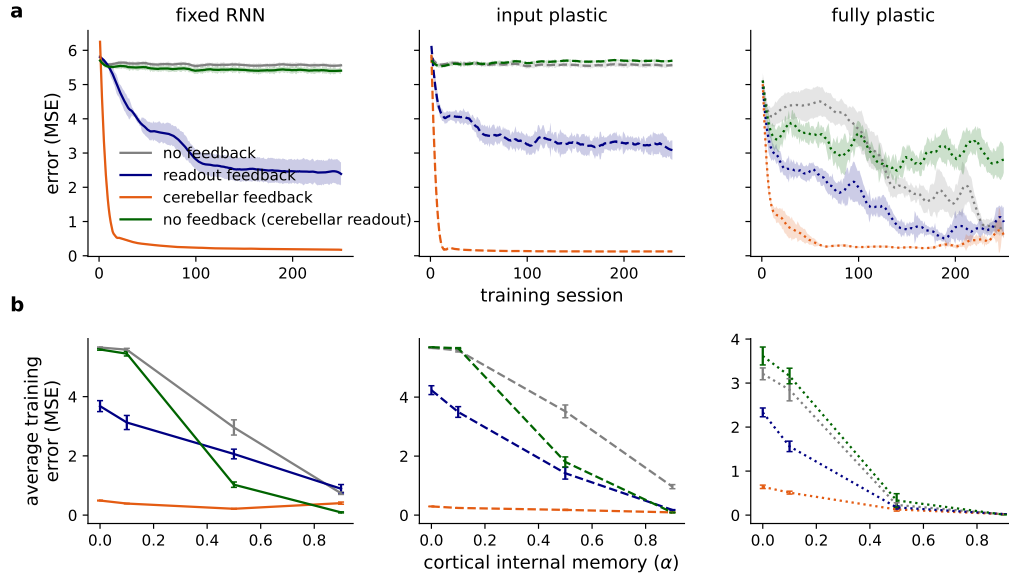 a
fixed RNN
input plastic
fully plastic
error (MSE)
6
5
4
3
2
1
0
no feedback
readout feedback
cerebellar feedback
no feedback (cerebellar readout)
0 100 200
0 100 200
0 100 200
training session
b
average training
error (MSE)
4
2
0
4
2
0
4
3
2
1
0
0.0 0.2 0.4 0.6 0.8
0.0 0.2 0.4 0.6 0.8
0.0 0.2 0.4 0.6 0.8
cortical internal memory (α)